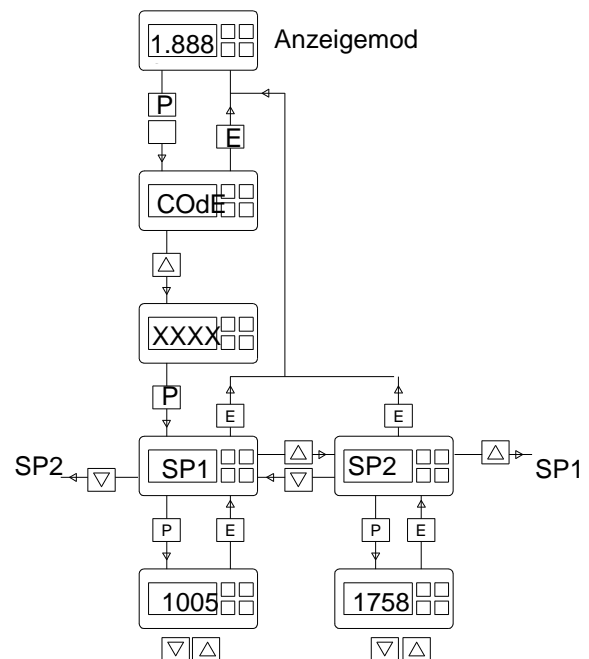 1.888 Anzeigemod
P
E
COdE
XXXX
P
E E
SP2 SP1 SP2 SP1
P E P E
1005 1758